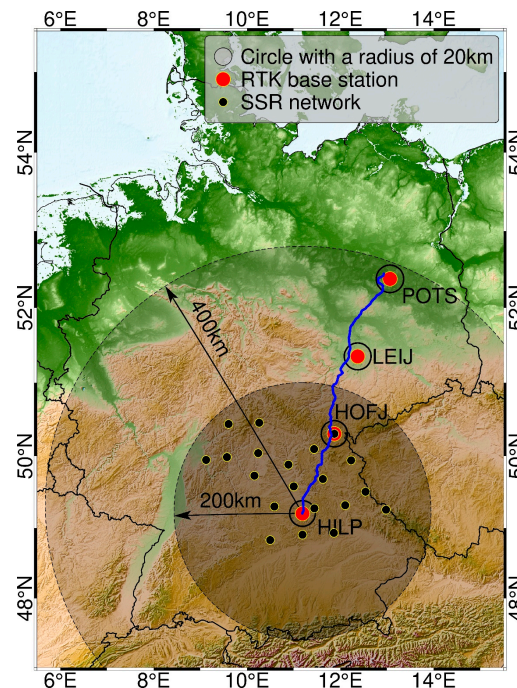 6°E 8°E 10°E 12°E 14°E
Circle with a radius of 20km
RTK base station
SSR network
54°N 54°N
52°N 52°N
50°N 50°N
48°N 48°N
POTS
400km
LEIJ
HOFJ
200km
HILP
6°E 8°E 10°E 12°E 14°E